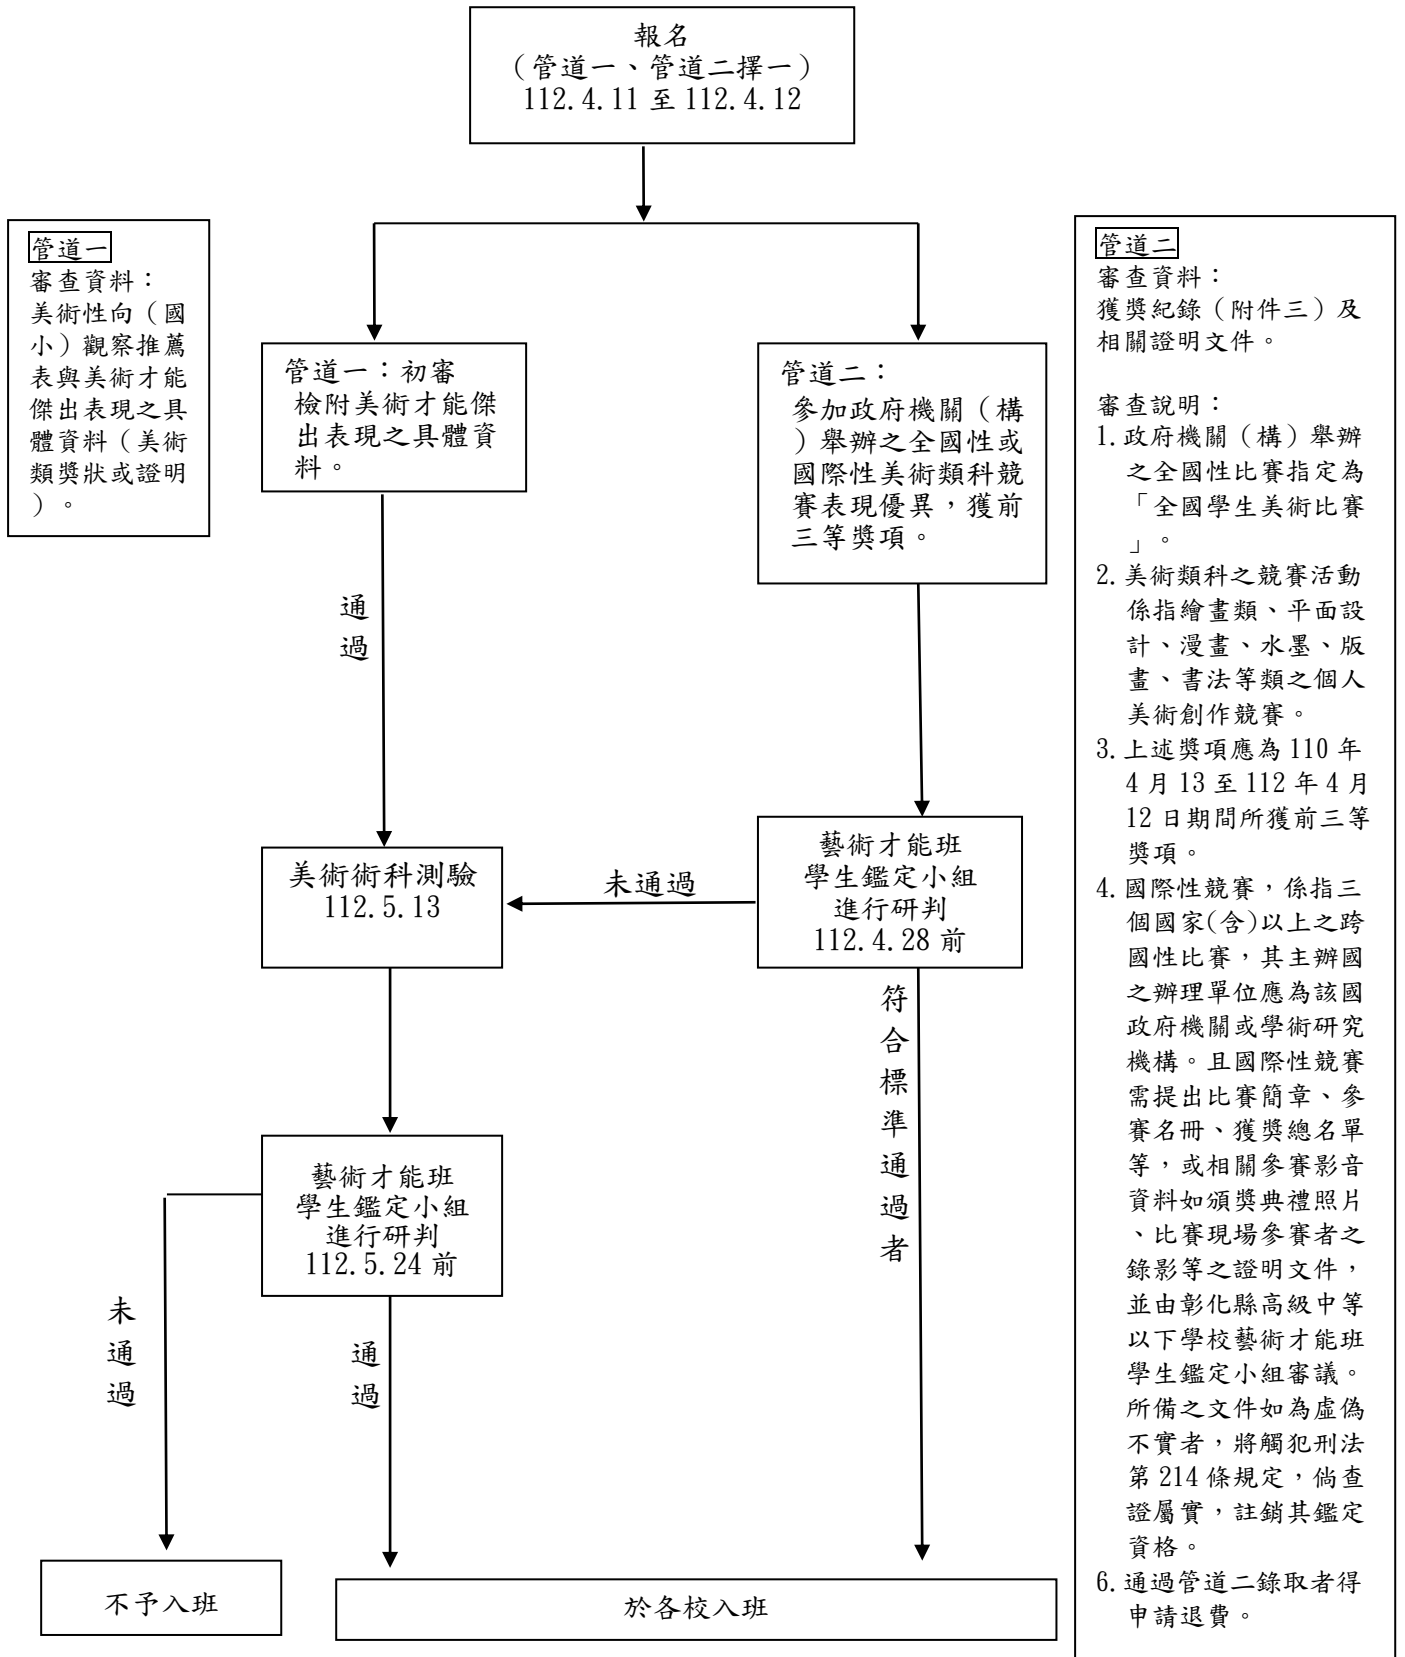 報名
（管道一、管道二擇一）
112.4.11 至 112.4.12
管道一
審查資料：
美術性向（國
小）觀察推薦
表與美術才能
傑出表現之具
體資料（美術
類獎狀或證明
）。
管道一：初審
檢附美術才能傑
出表現之具體資
料。
管道二：
參加政府機關（構
）舉辦之全國性或
國際性美術類科競
賽表現優異，獲前
三等獎項。
通
過
美術術科測驗
112.5.13
未通過
藝術才能班
學生鑑定小組
進行研判
112.4.28 前
符
合
標
準
通
過
者
藝術才能班
學生鑑定小組
進行研判
112.5.24 前
未
通
過
通
過
不予入班
於各校入班
管道二
審查資料：
獲獎紀錄（附件三）及
相關證明文件。
審查說明：
1.政府機關（構）舉辦
之全國性比賽指定為
「全國學生美術比賽
」。
2.美術類科之競賽活動
係指繪畫類、平面設
計、漫畫、水墨、版
畫、書法等類之個人
美術創作競賽。
3.上述獎項應為 110 年
4 月 13 至 112 年 4 月
12 日期間所獲前三等
獎項。
4.國際性競賽，係指三
個國家(含)以上之跨
國性比賽，其主辦國
之辦理單位應為該國
政府機關或學術研究
機構。且國際性競賽
需提出比賽簡章、參
賽名冊、獲獎總名單
等，或相關參賽影音
資料如頒獎典禮照片
、比賽現場參賽者之
錄影等之證明文件，
並由彰化縣高級中等
以下學校藝術才能班
學生鑑定小組審議。
所備之文件如為虛偽
不實者，將觸犯刑法
第 214 條規定，倘查
證屬實，註銷其鑑定
資格。
6.通過管道二錄取者得
申請退費。